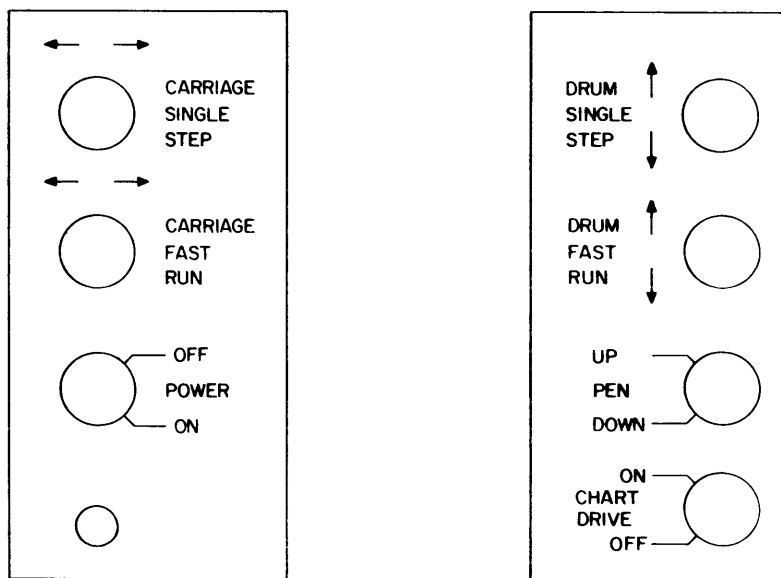 CARRIAGE
SINGLE
STEP
CARRIAGE
FAST
RUN
OFF
POWER
ON
DRUM
SINGLE
STEP
DRUM
FAST
RUN
UP
PEN
DOWN
ON
CHART
DRIVE
OFF